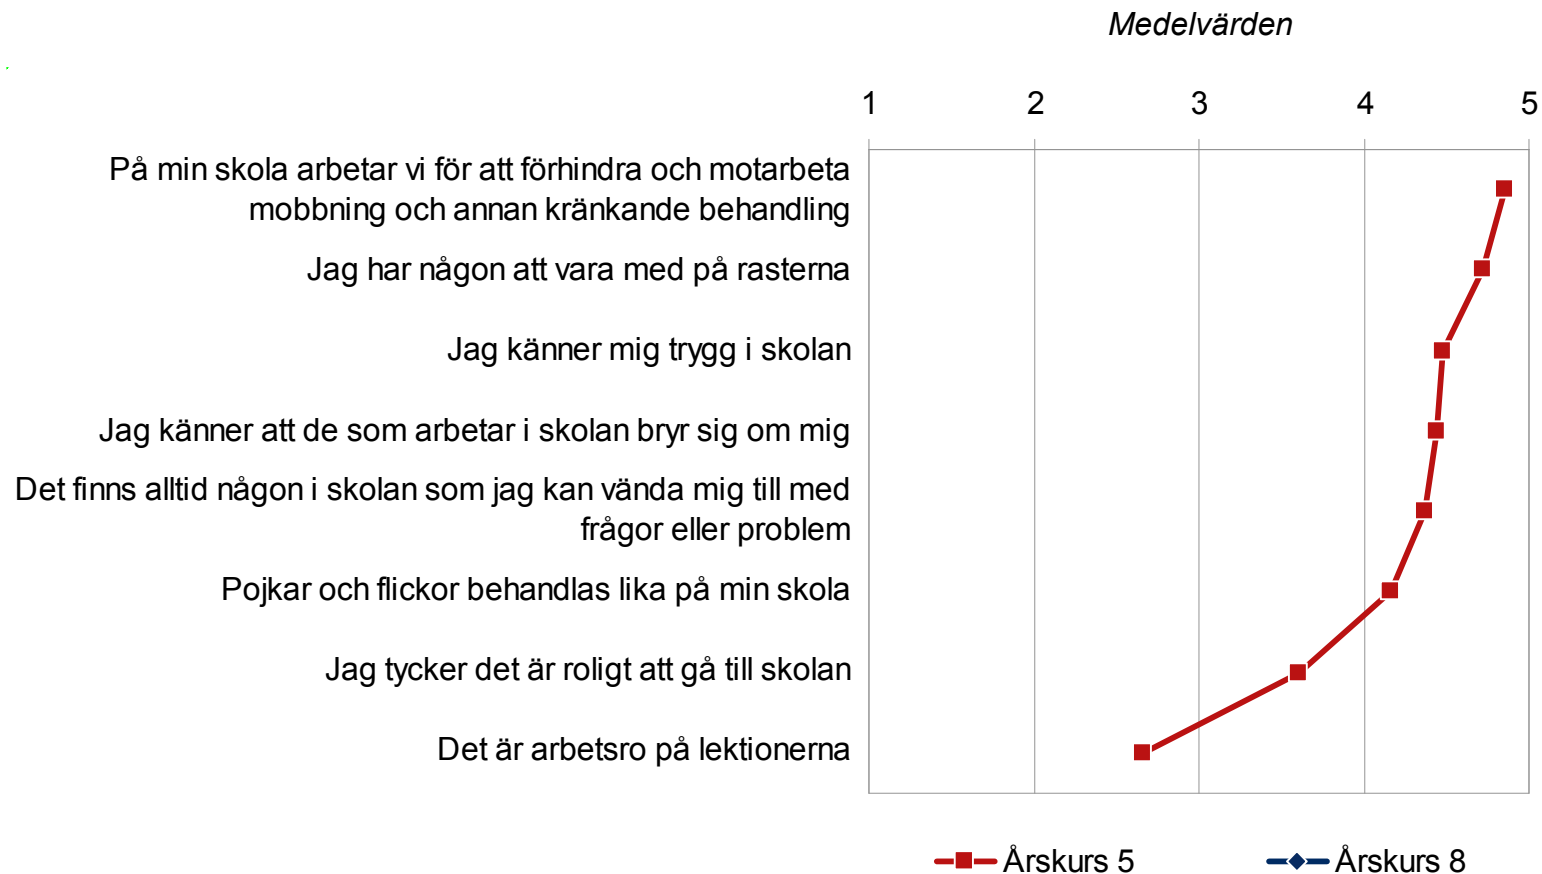 Medelvärden
1 2 3 4 5
På min skola arbetar vi för att förhindra och motarbeta
mobbning och annan kränkande behandling
Jag har någon att vara med på rasterna
Jag känner mig trygg i skolan
Jag känner att de som arbetar i skolan bryr sig om mig
Det finns alltid någon i skolan som jag kan vända mig till med
frågor eller problem
Pojkar och flickor behandlas lika på min skola
Jag tycker det är roligt att gå till skolan
Det är arbetsro på lektionerna
Årskurs 5 Årskurs 8